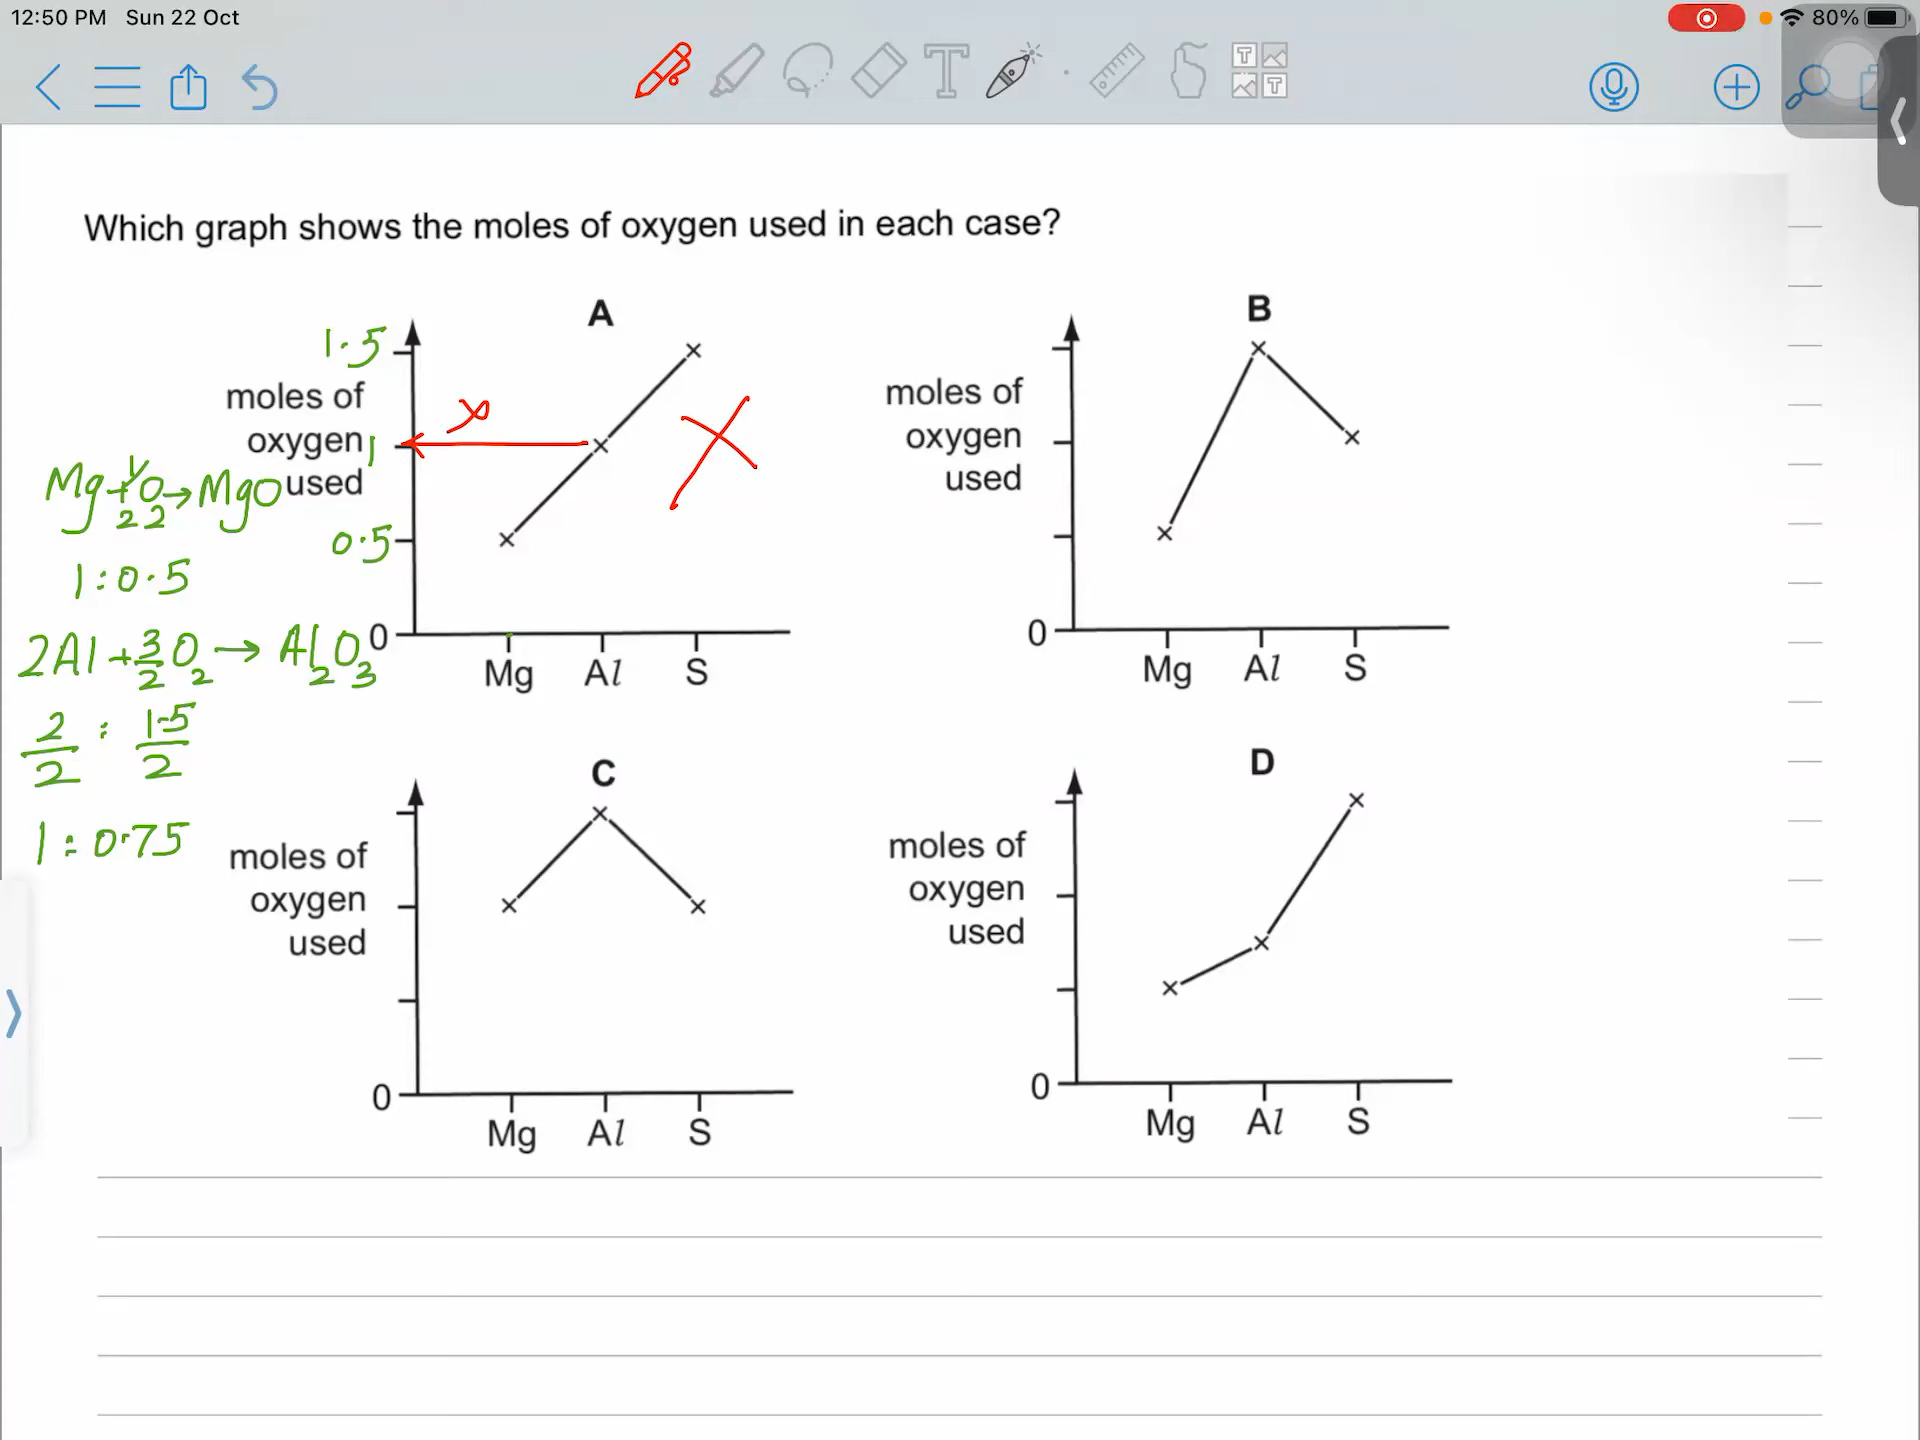 12:50 PM Sun 22 Oct
80%
Which graph shows the moles of oxygen used in each case?
A
1.5
moles of
oxygen
used
1
0.5
0
Mg Al S
B
moles of
oxygen
used
0
Mg Al S
Mg + 1/2 O2 → MgO
1 : 0.5
2Al + 3/2 O2 → Al2O3
2/2 : 1.5/2
1 : 0.75
C
moles of
oxygen
used
0
Mg Al S
D
moles of
oxygen
used
0
Mg Al S